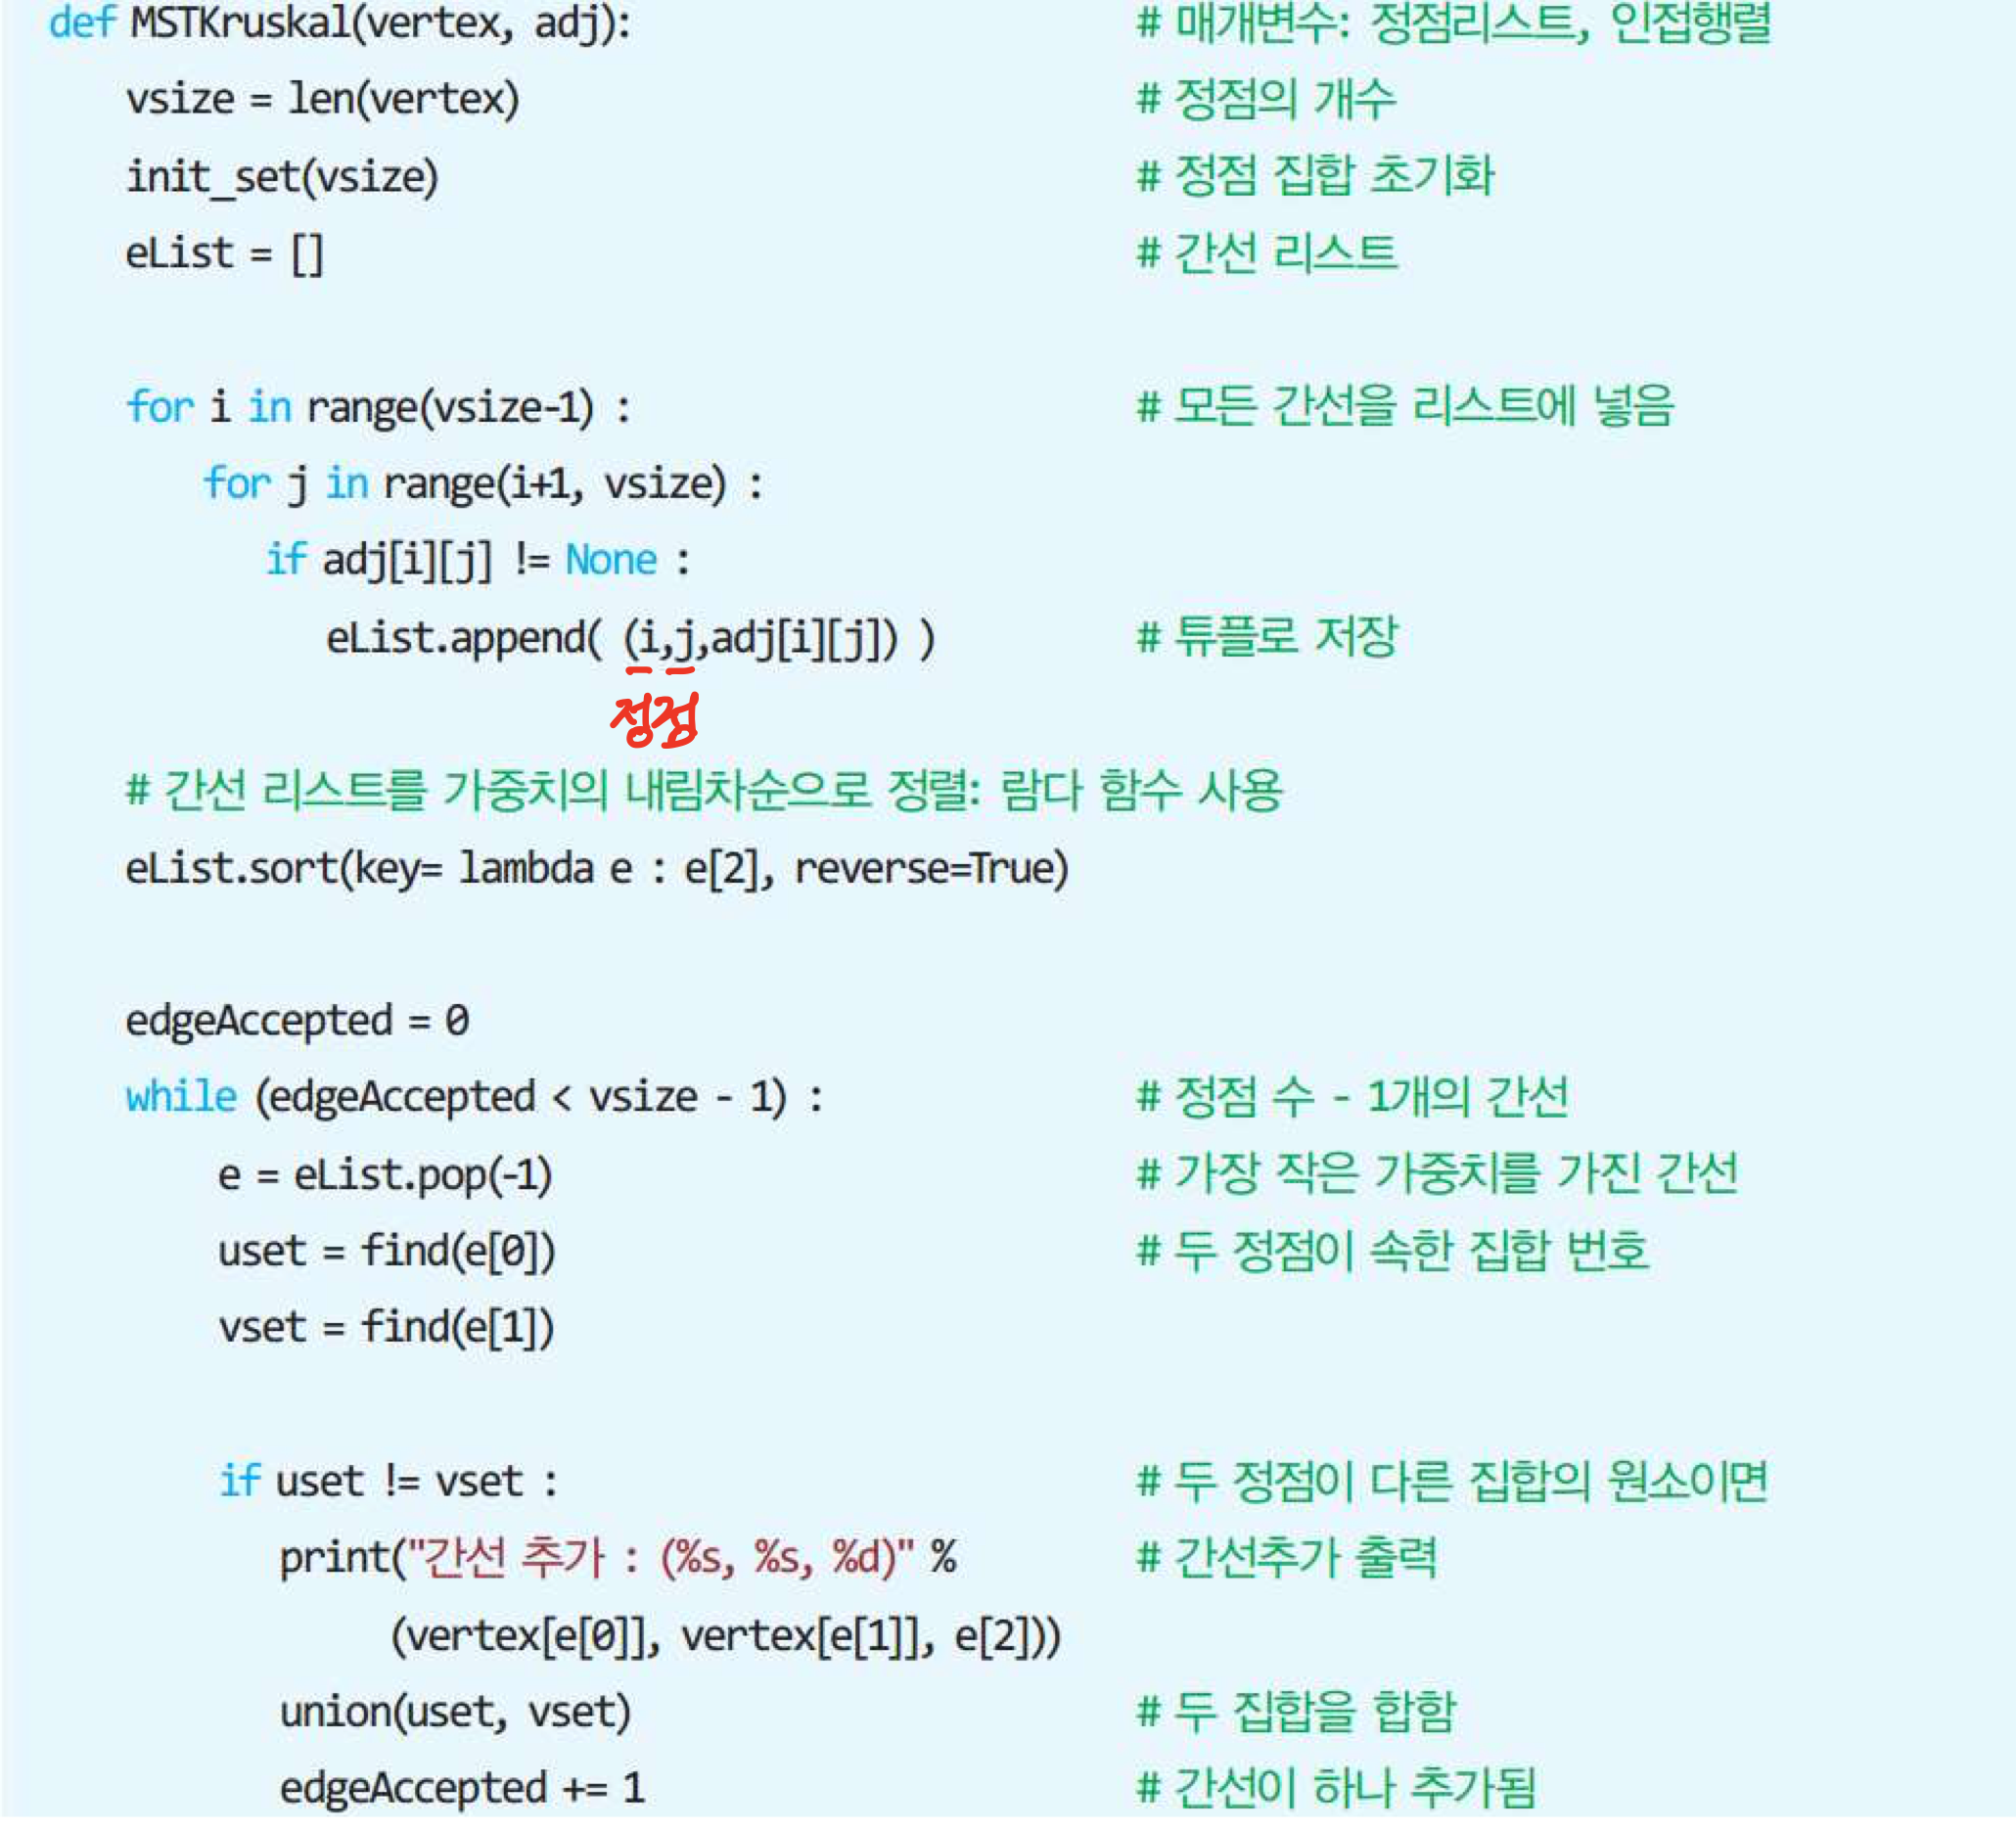 def MSTKruskal(vertex, adj): # 매개변수: 정점리스트, 인접행렬
vsize = len(vertex) # 정점의 개수
init_set(vsize) # 정점 집합 초기화
eList = [] # 간선 리스트
for i in range(vsize-1) : # 모든 간선을 리스트에 넣음
for j in range(i+1, vsize) :
if adj[i][j] != None :
eList.append( (i,j,adj[i][j]) ) # 튜플로 저장
정점
# 간선 리스트를 가중치의 내림차순으로 정렬: 람다 함수 사용
eList.sort(key= lambda e : e[2], reverse=True)
edgeAccepted = 0
while (edgeAccepted < vsize - 1) : # 정점 수 - 1개의 간선
e = eList.pop(-1) # 가장 작은 가중치를 가진 간선
uset = find(e[0]) # 두 정점이 속한 집합 번호
vset = find(e[1])
if uset != vset : # 두 정점이 다른 집합의 원소이면
print("간선 추가 : (%s, %s, %d)" % # 간선추가 출력
(vertex[e[0]], vertex[e[1]], e[2]))
union(uset, vset) # 두 집합을 합함
edgeAccepted += 1 # 간선이 하나 추가됨